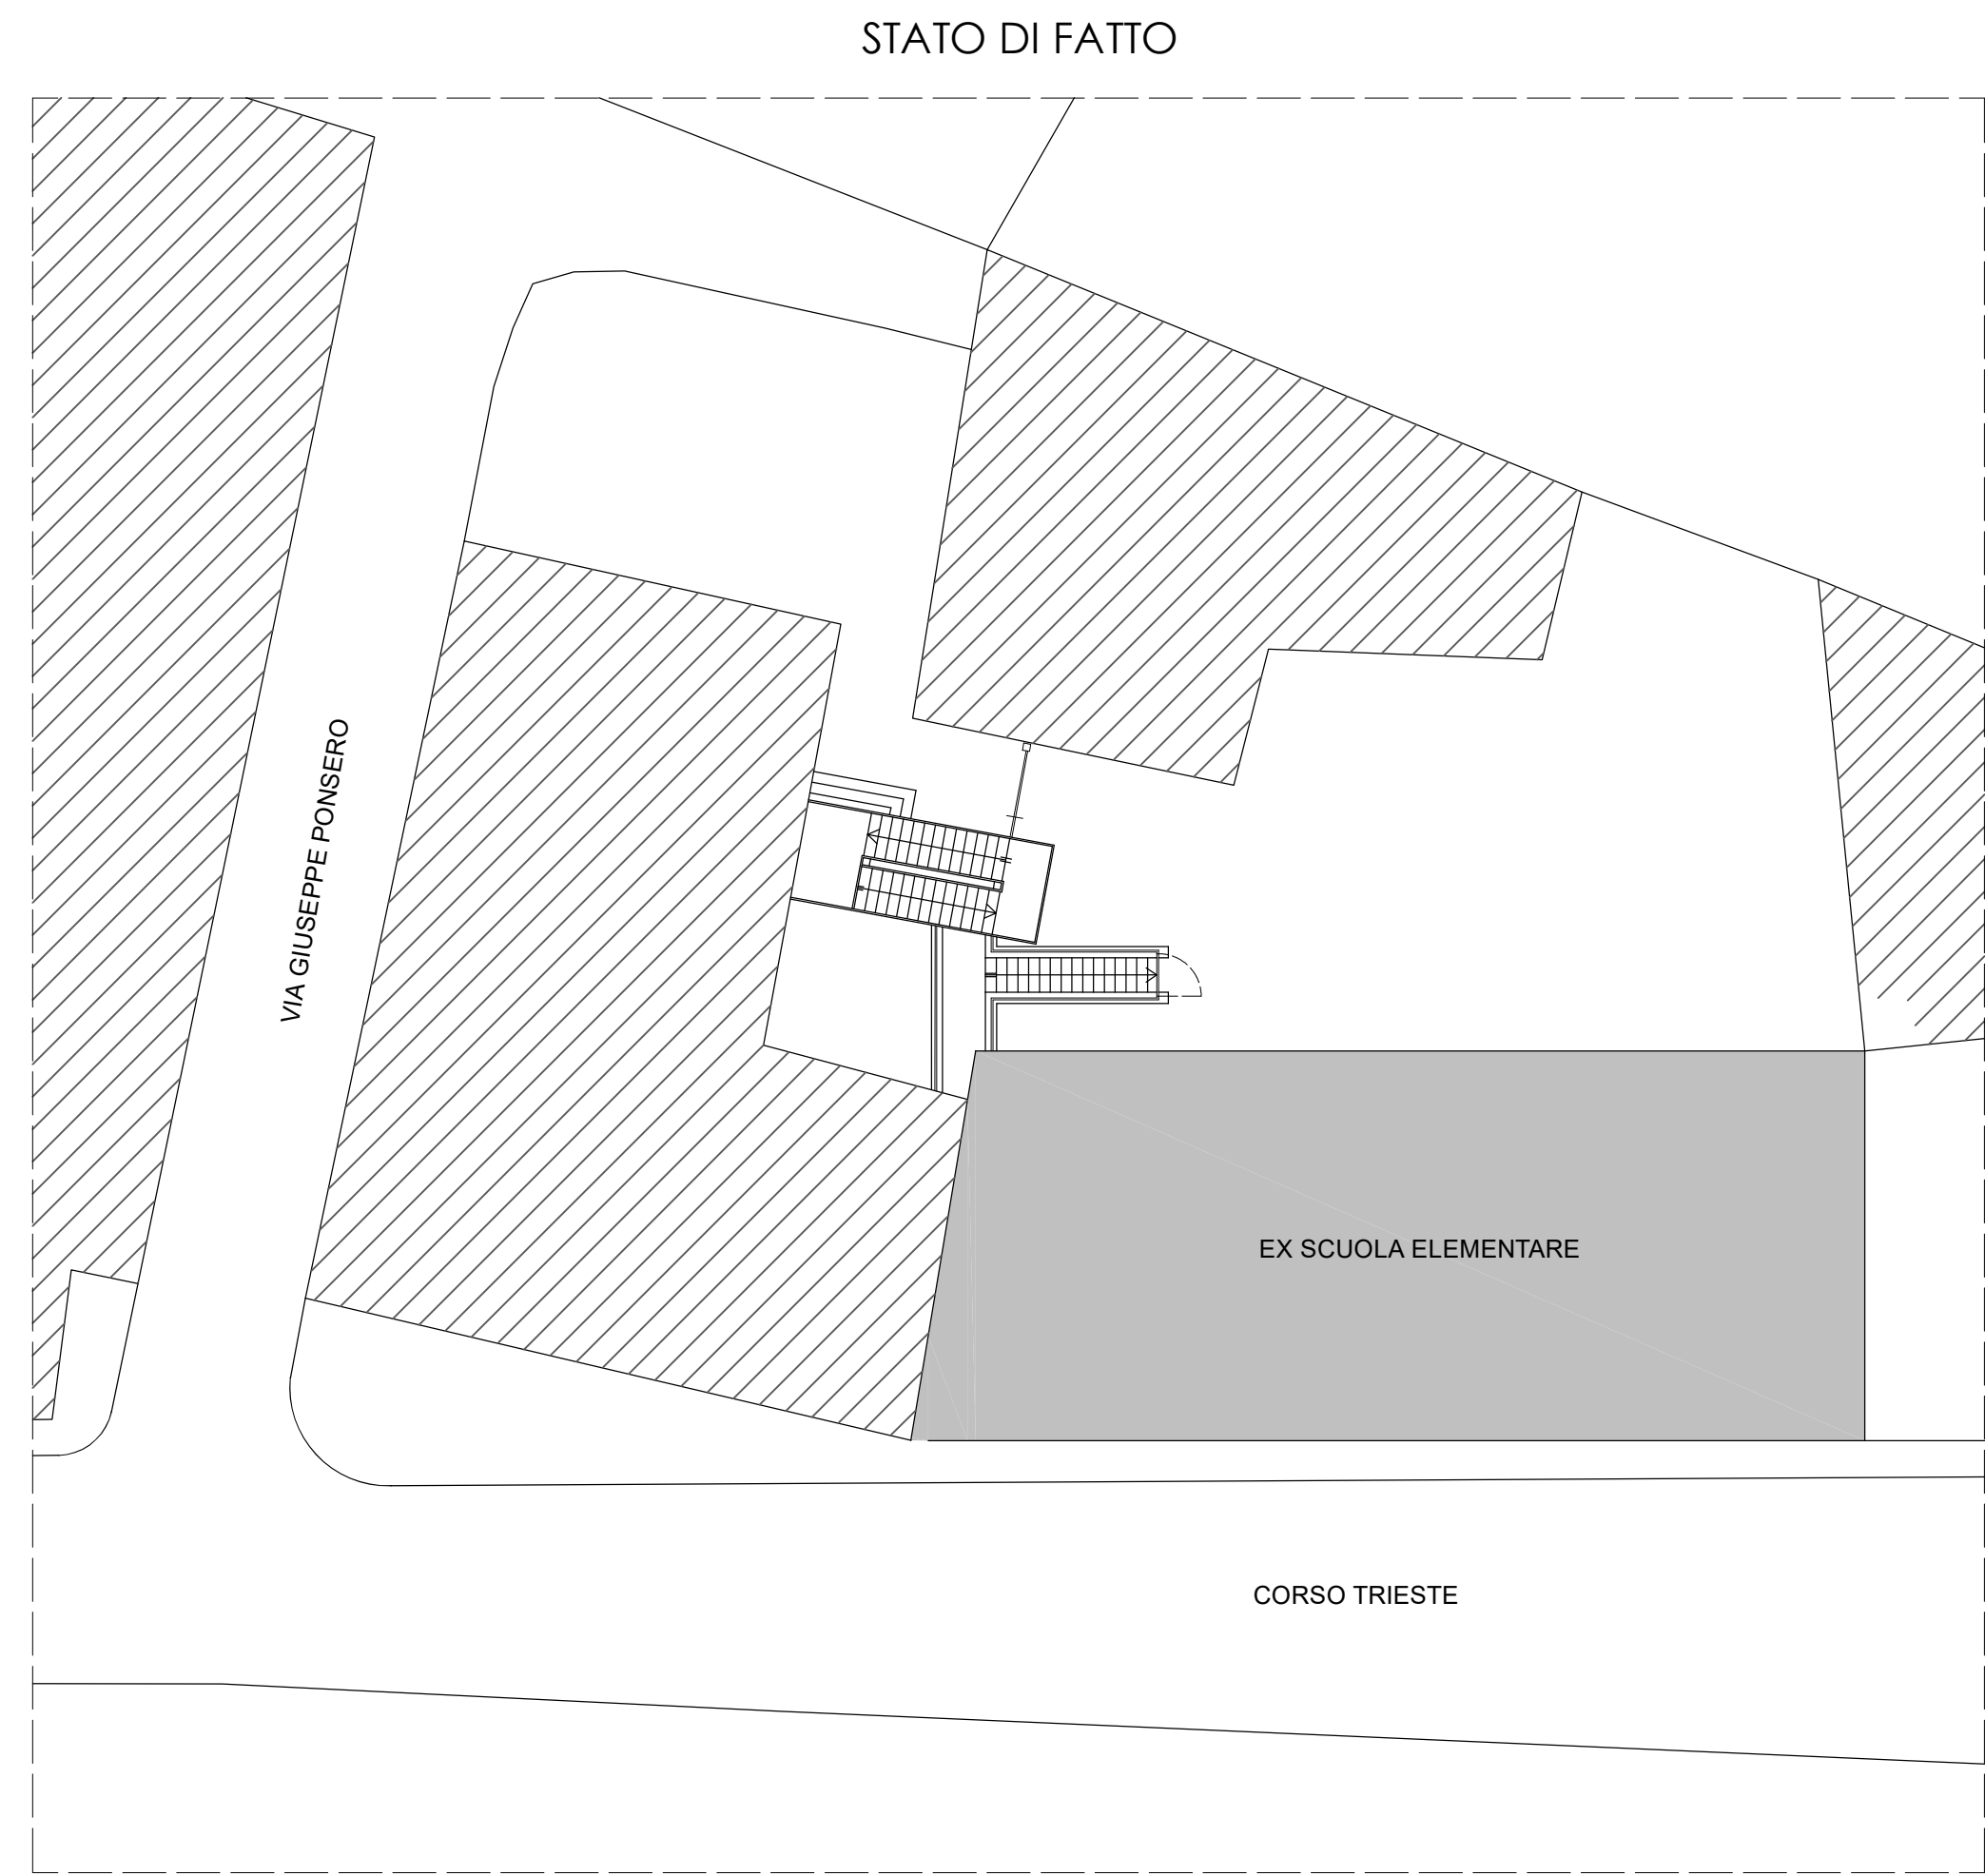 STATO DI FATTO
VIA GIUSEPPE PONSERO
EX SCUOLA ELEMENTARE
CORSO TRIESTE